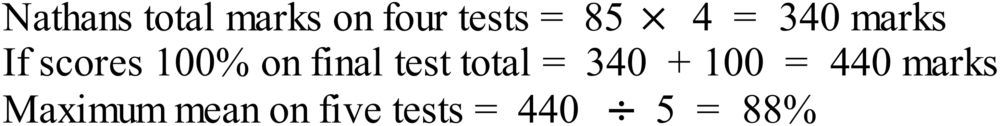 Nathans total marks on four tests = 85 × 4 = 340 marks
If scores 100% on final test total = 340 + 100 = 440 marks
Maximum mean on five tests = 440 ÷ 5 = 88%